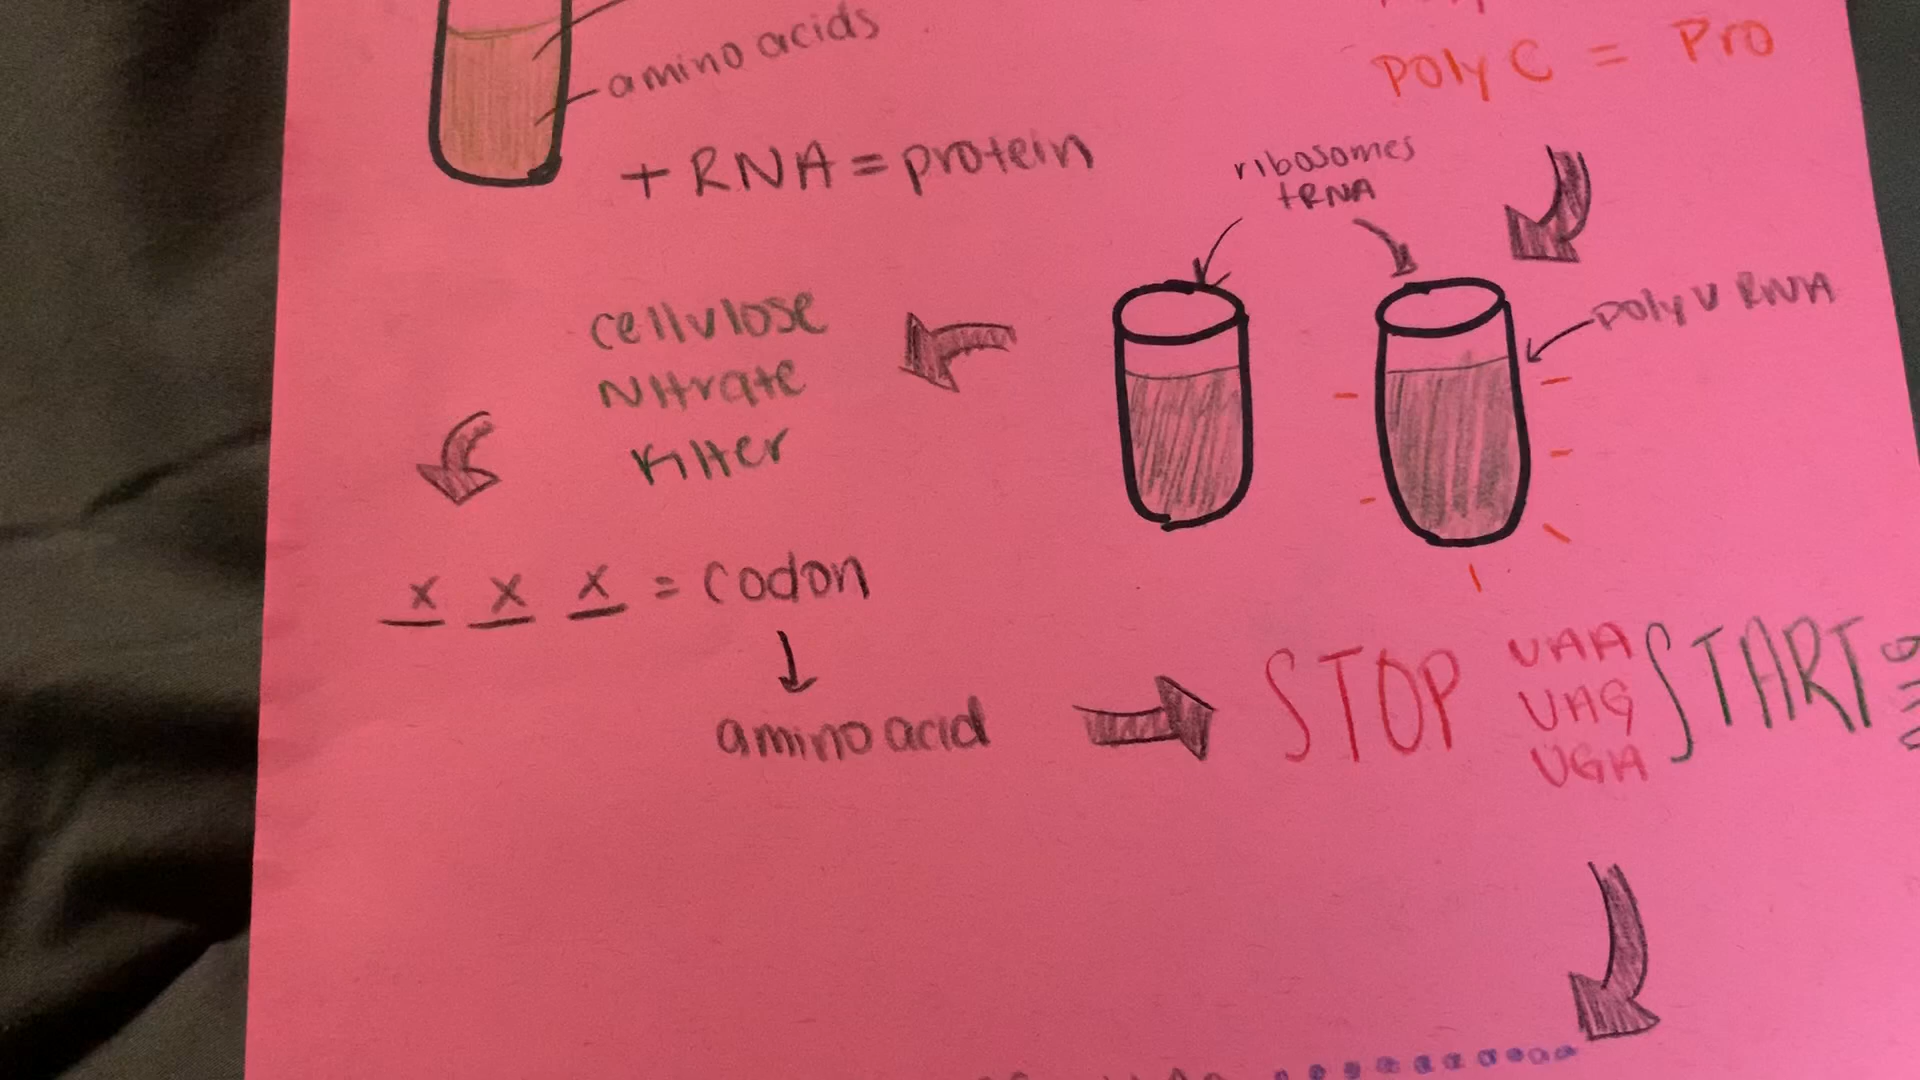 amino acids
+ RNA = protein
poly C = Pro
ribosomes
tRNA
poly U RNA
cellulose
Nitrate
Filter
x x x = codon
amino acid
STOP
UAA
UAG
UGA
START